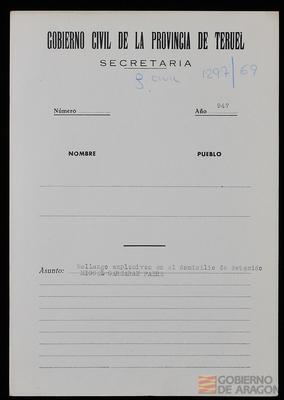 GOBIERNO CIVIL DE LA PROVINCIA DE TERUEL
SECRETARIA
G. CIVIL 1297/69
Número Año 947
NOMBRE PUEBLO
Hallazgo explosivos en el domicilio de detenido
Asunto: MIGUEL
GOBIERNO
DE ARAGON